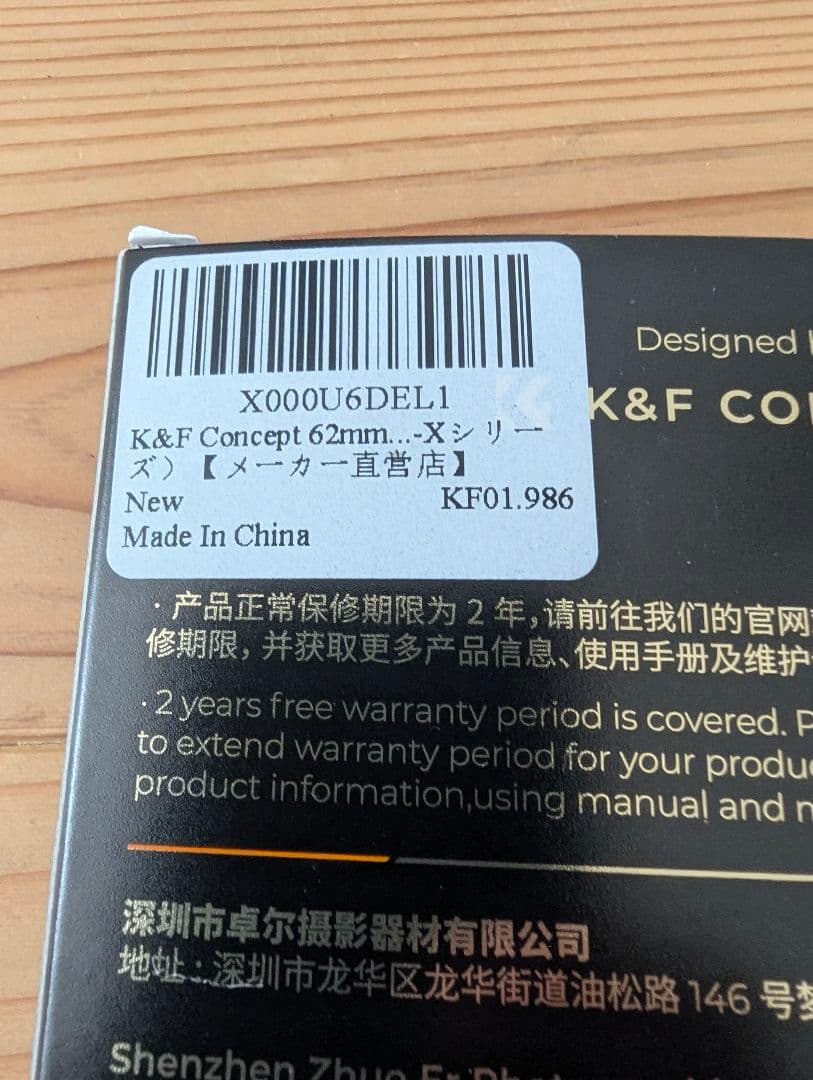 X000U6DEL1
K&F Concept 62mm...-Xシリー
ズ）【メーカー直営店】
New KF01.986
Made In China
Designed
K&F
·产品正常保修期限为 2 年,请前往我们的官网
修期限, 并获取更多产品信息、使用手册及维护
·2 years free warranty period is covered.
to extend warranty period for your
product information,using manual and
深圳市卓尔摄影器材有限公司
地址:深圳市龙华区龙华街道油松路 146 号
Shenzhen Zhuo Er